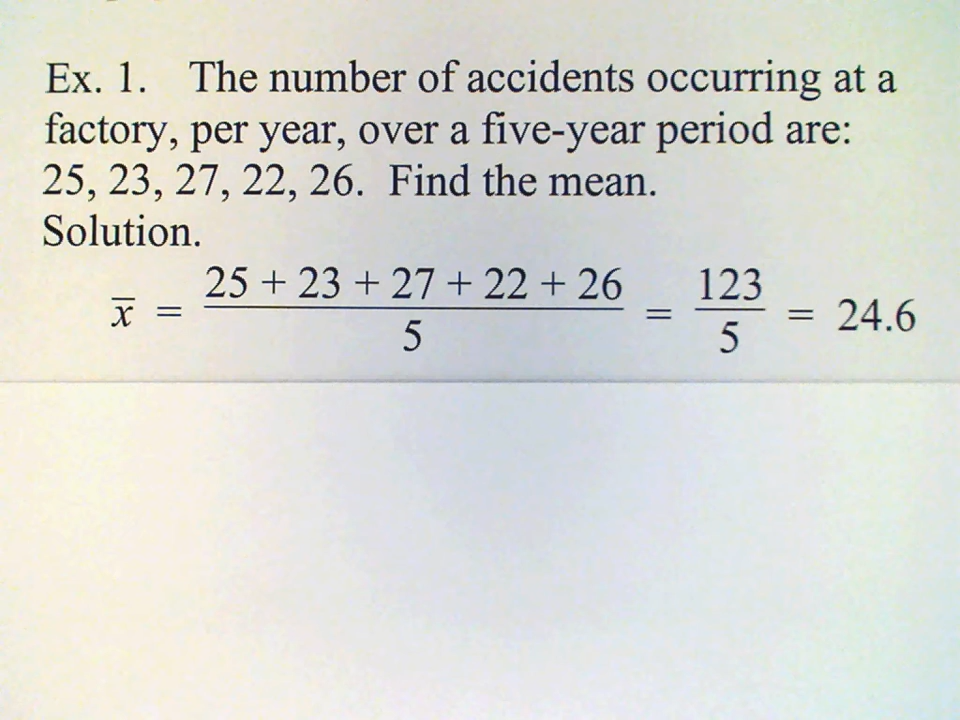 Ex. 1. The number of accidents occurring at a
factory, per year, over a five-year period are:
25, 23, 27, 22, 26. Find the mean.
Solution.
x̅ = (25 + 23 + 27 + 22 + 26)/5 = 123/5 = 24.6